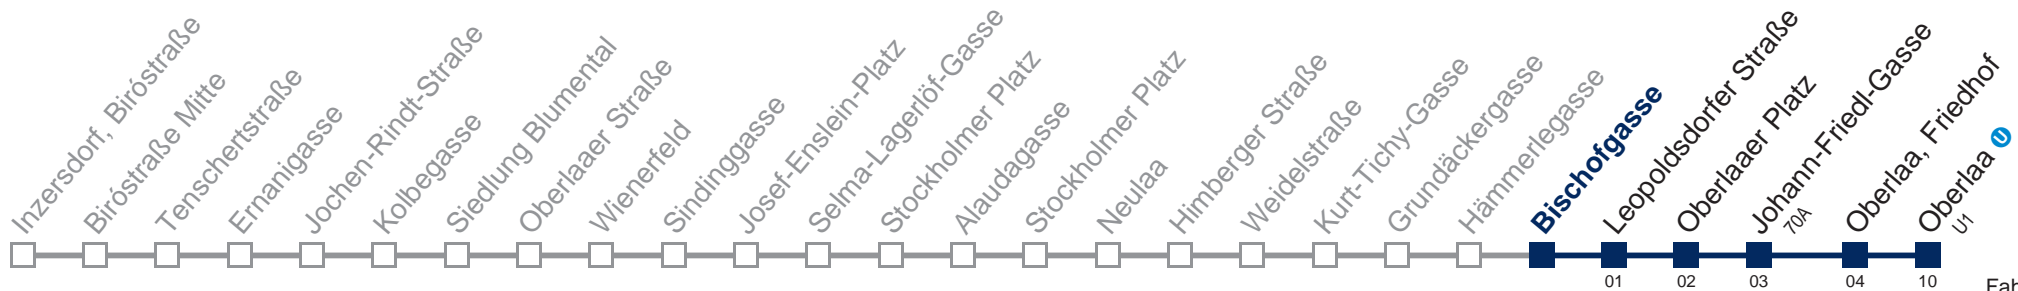 Inzersdorf, Biróstraße
Biróstraße Mitte
Tenschertstraße
Ernanigasse
Jochen-Rindt-Straße
Kolbegasse
Siedlung Blumental
Oberlaaer Straße
Wienerfeld
Sindinggasse
Josef-Enslein-Platz
Selma-Lagerlöf-Gasse
Stockholmer Platz
Alaudagasse
Stockholmer Platz
Neulaa
Himberger Straße
Weidelstraße
Kurt-Tichy-Gasse
Grundäckergasse
Hämmerlegasse
Bischofgasse
Leopoldsdorfer Straße
Oberlaaer Platz
Johann-Friedl-Gasse
70A
Oberlaa, Friedhof
Oberlaa U
U1
01 02 03 04 10
Fah